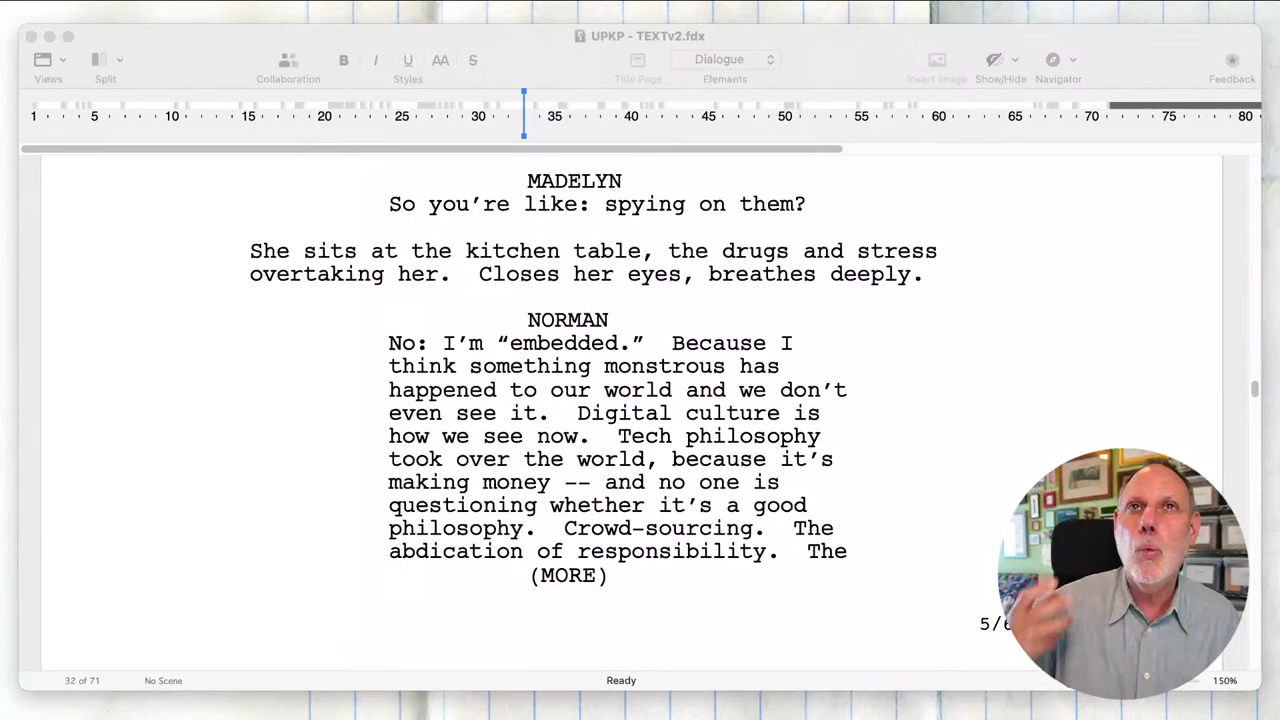 UPKP - TEXTv2.fdx
B I U AA S Dialogue
Views Split Collaboration Styles Title Page Elements Insert Image Show/Hide Navigator Feedback
1 5 10 15 20 25 30 35 40 45 50 55 60 65 70 75 80
MADELYN
So you’re like: spying on them?
She sits at the kitchen table, the drugs and stress
overtaking her.  Closes her eyes, breathes deeply.
NORMAN
No: I’m “embedded.”  Because I
think something monstrous has
happened to our world and we don’t
even see it.  Digital culture is
how we see now.  Tech philosophy
took over the world, because it’s
making money -- and no one is
questioning whether it’s a good
philosophy.  Crowd-sourcing.  The
abdication of responsibility.  The
(MORE)
32 of 71 No Scene Ready 150%